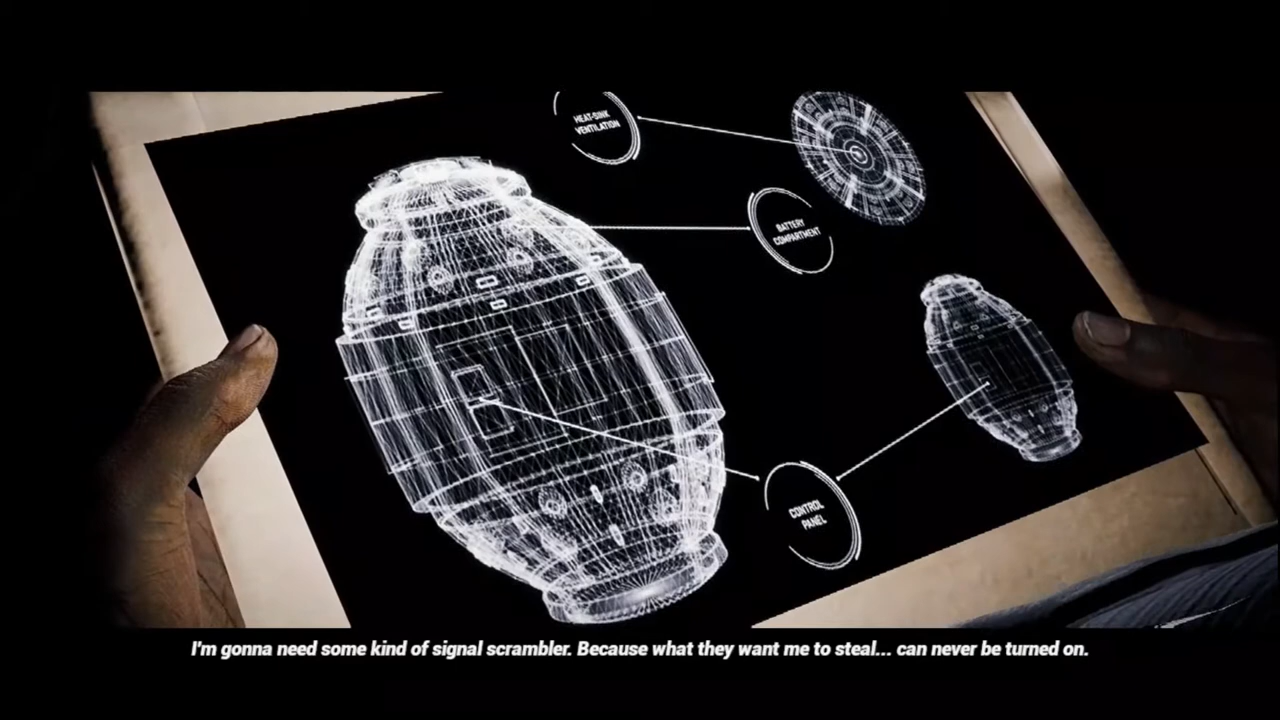 HEAT-SINK
VENTILATION
BATTERY
COMPARTMENT
CONTROL
PANEL
I'm gonna need some kind of signal scrambler. Because what they want me to steal... can never be turned on.